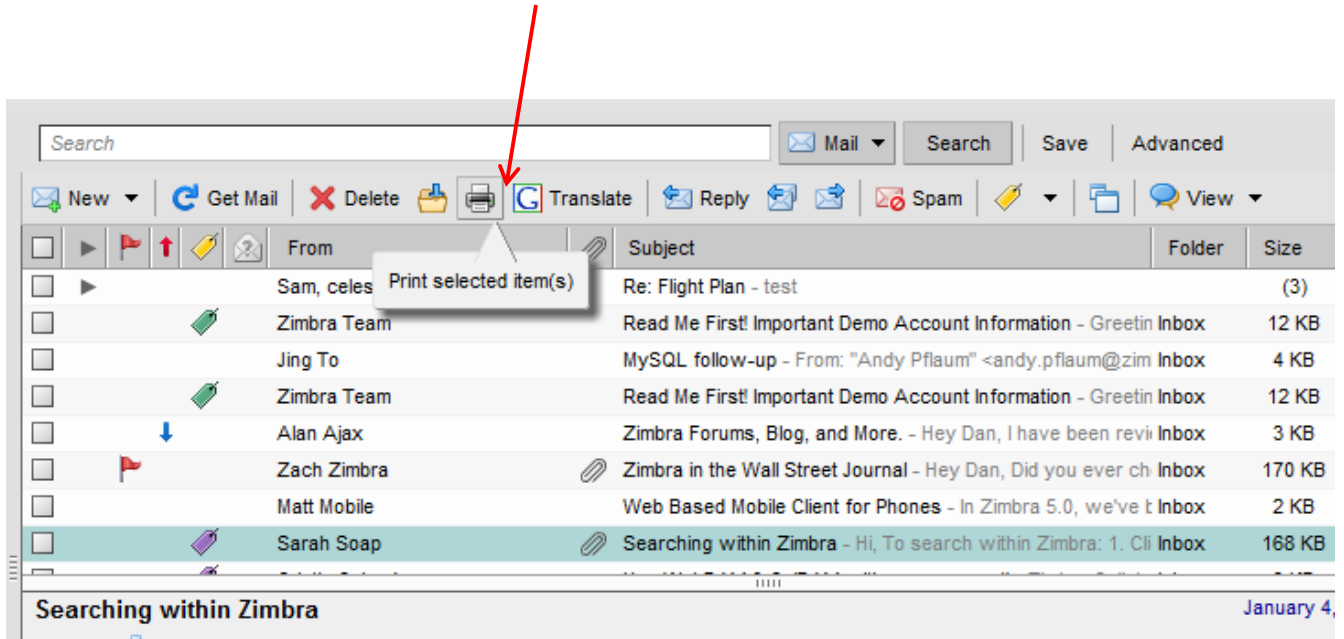 Search Mail Search Save Advanced
New Get Mail Delete Translate Reply Spam View
From Subject Folder Size
Print selected item(s)
Sam, celes Re: Flight Plan - test (3)
Zimbra Team Read Me First! Important Demo Account Information - Greetin Inbox 12 KB
Jing To MySQL follow-up - From: "Andy Pflaum" <andy.pflaum@zim Inbox 4 KB
Zimbra Team Read Me First! Important Demo Account Information - Greetin Inbox 12 KB
Alan Ajax Zimbra Forums, Blog, and More. - Hey Dan, I have been revi Inbox 3 KB
Zach Zimbra Zimbra in the Wall Street Journal - Hey Dan, Did you ever ch Inbox 170 KB
Matt Mobile Web Based Mobile Client for Phones - In Zimbra 5.0, we've b Inbox 2 KB
Sarah Soap Searching within Zimbra - Hi, To search within Zimbra: 1. Cli Inbox 168 KB
Searching within Zimbra January 4,